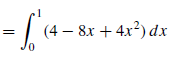 = ∫₀¹ (4 – 8x + 4x²) dx